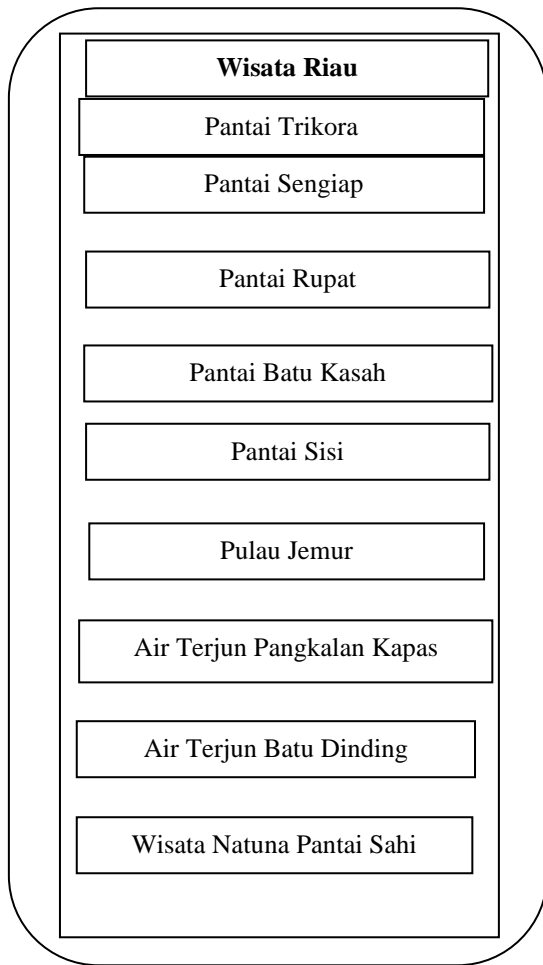 Wisata Riau
Pantai Trikora
Pantai Sengiap
Pantai Rupat
Pantai Batu Kasah
Pantai Sisi
Pulau Jemur
Air Terjun Pangkalan Kapas
Air Terjun Batu Dinding
Wisata Natuna Pantai Sahi